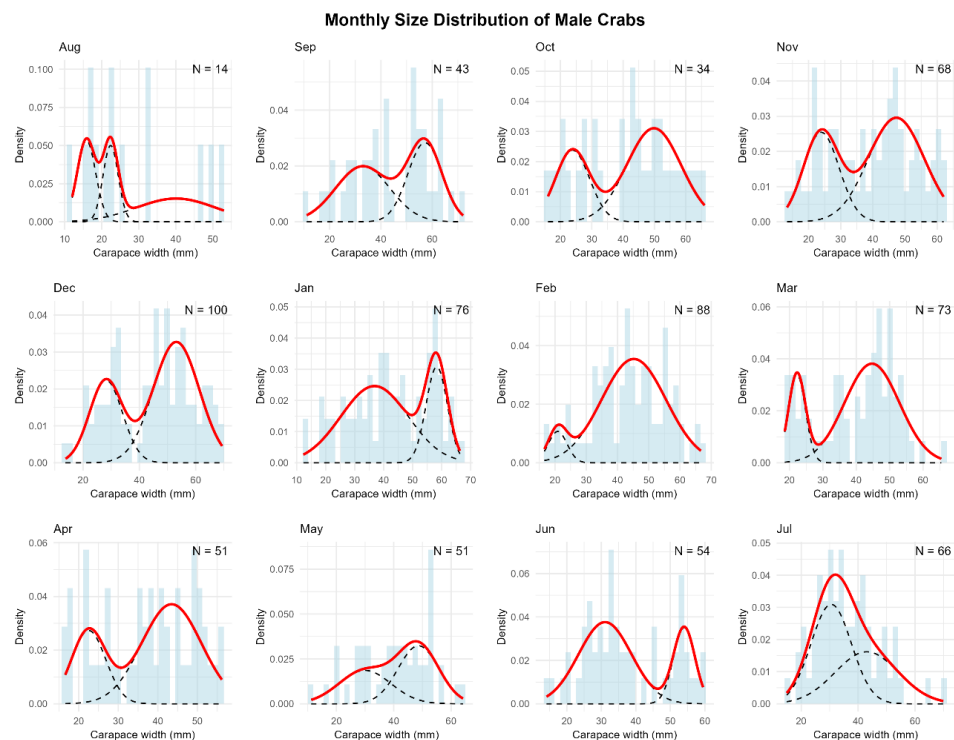 Monthly Size Distribution of Male Crabs
Aug
N = 14
0.100
0.075
0.050
0.025
0.000
Density
10 20 30 40 50
Carapace width (mm)
Sep
N = 43
0.04
0.02
0.00
Density
20 40 60
Carapace width (mm)
Oct
N = 34
0.05
0.04
0.03
0.02
0.01
0.00
Density
20 30 40 50 60
Carapace width (mm)
Nov
N = 68
0.04
0.03
0.02
0.01
0.00
Density
20 30 40 50 60
Carapace width (mm)
Dec
N = 100
0.04
0.03
0.02
0.01
0.00
Density
20 30 40 50 60
Carapace width (mm)
Jan
N = 76
0.05
0.04
0.03
0.02
0.01
0.00
Density
10 20 30 40 50 60
Carapace width (mm)
Feb
N = 88
0.04
0.02
0.00
Density
20 30 40 50 60 70
Carapace width (mm)
Mar
N = 73
0.06
0.04
0.02
0.00
Density
20 30 40 50 60
Carapace width (mm)
Apr
N = 51
0.06
0.04
0.02
0.00
Density
20 30 40 50
Carapace width (mm)
May
N = 51
0.075
0.050
0.025
0.000
Density
20 40 60
Carapace width (mm)
Jun
N = 54
0.06
0.04
0.02
0.00
Density
20 30 40 50 60
Carapace width (mm)
Jul
N = 66
0.05
0.04
0.03
0.02
0.01
0.00
Density
20 40 60
Carapace width (mm)